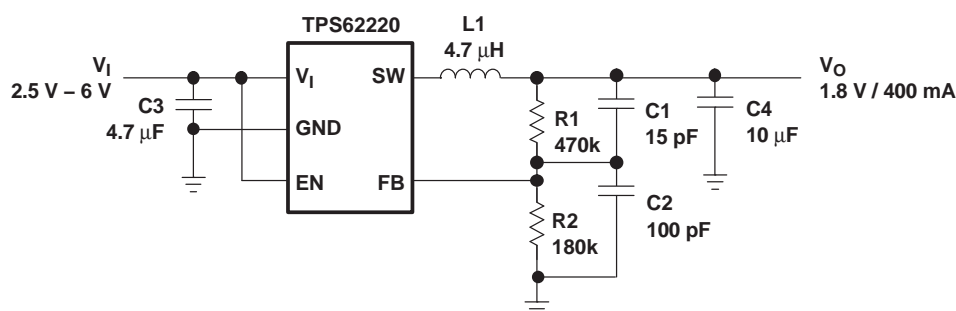 TPS62220
L1
4.7 μH
V_I
2.5 V – 6 V
C3
4.7 μF
V_I
SW
GND
EN
FB
R1
470k
C1
15 pF
C4
10 μF
V_O
1.8 V / 400 mA
R2
180k
C2
100 pF